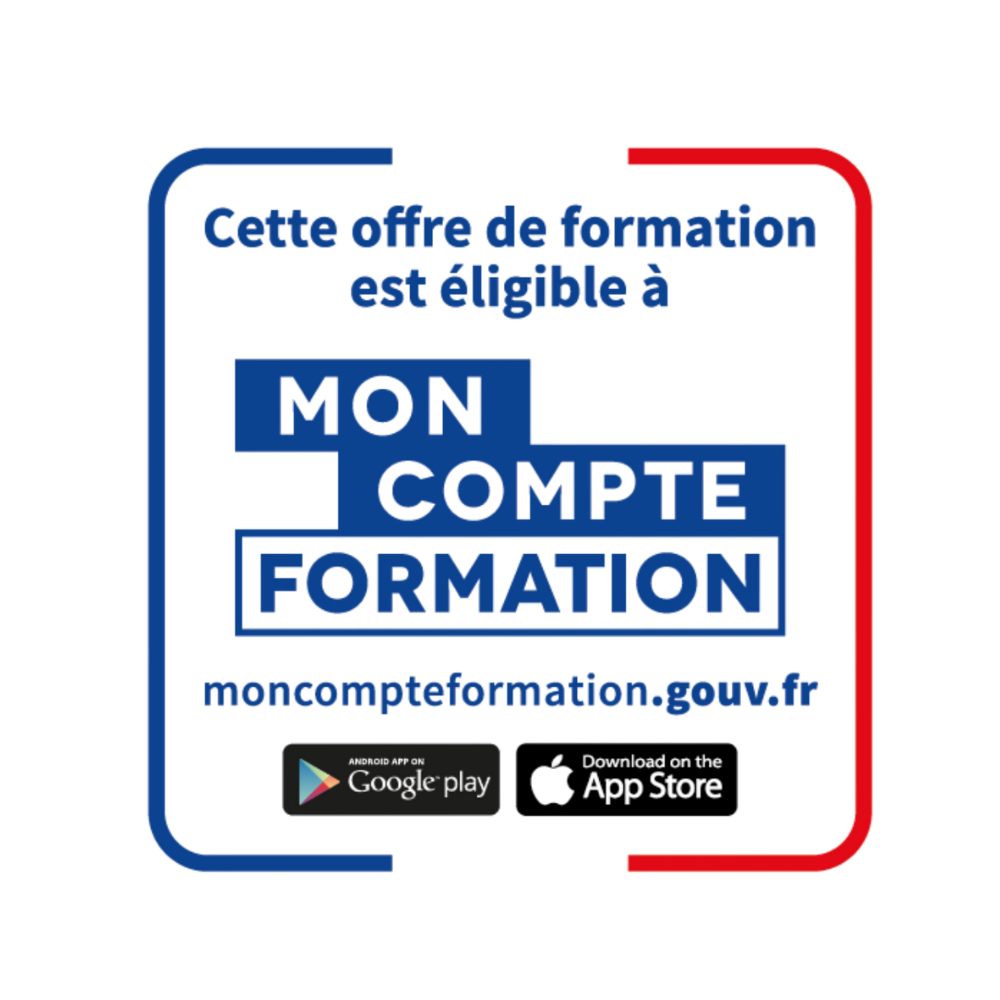 Cette offre de formation
est éligible à
MON
COMPTE
FORMATION
moncompteformation.gouv.fr
ANDROID APP ON
Google play
Download on the
App Store